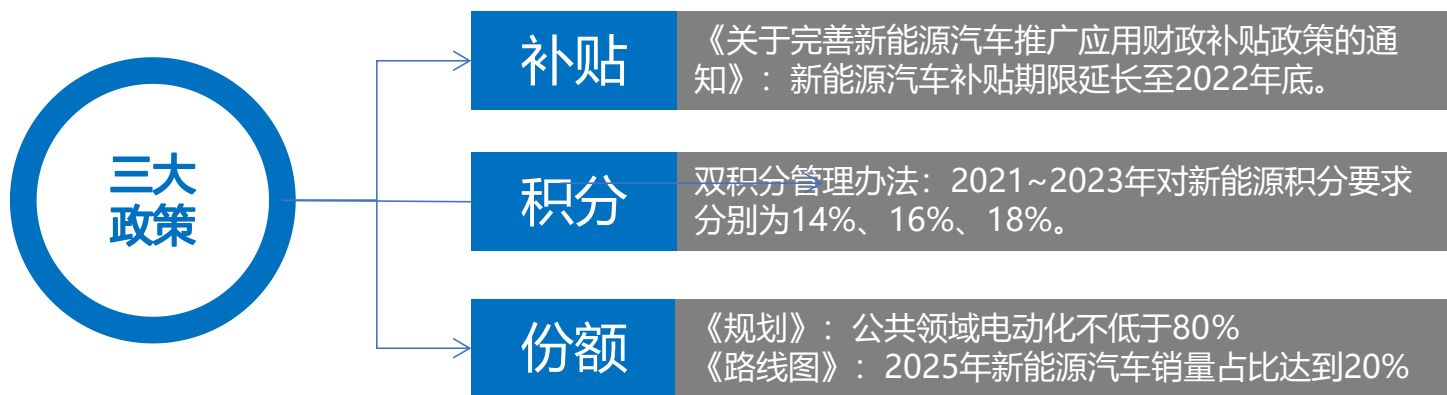 三大
政策
补贴
《关于完善新能源汽车推广应用财政补贴政策的通
知》：新能源汽车补贴期限延长至2022年底。
积分
双积分管理办法：2021~2023年对新能源积分要求
分别为14%、16%、18%。
份额
《规划》：公共领域电动化不低于80%
《路线图》：2025年新能源汽车销量占比达到20%